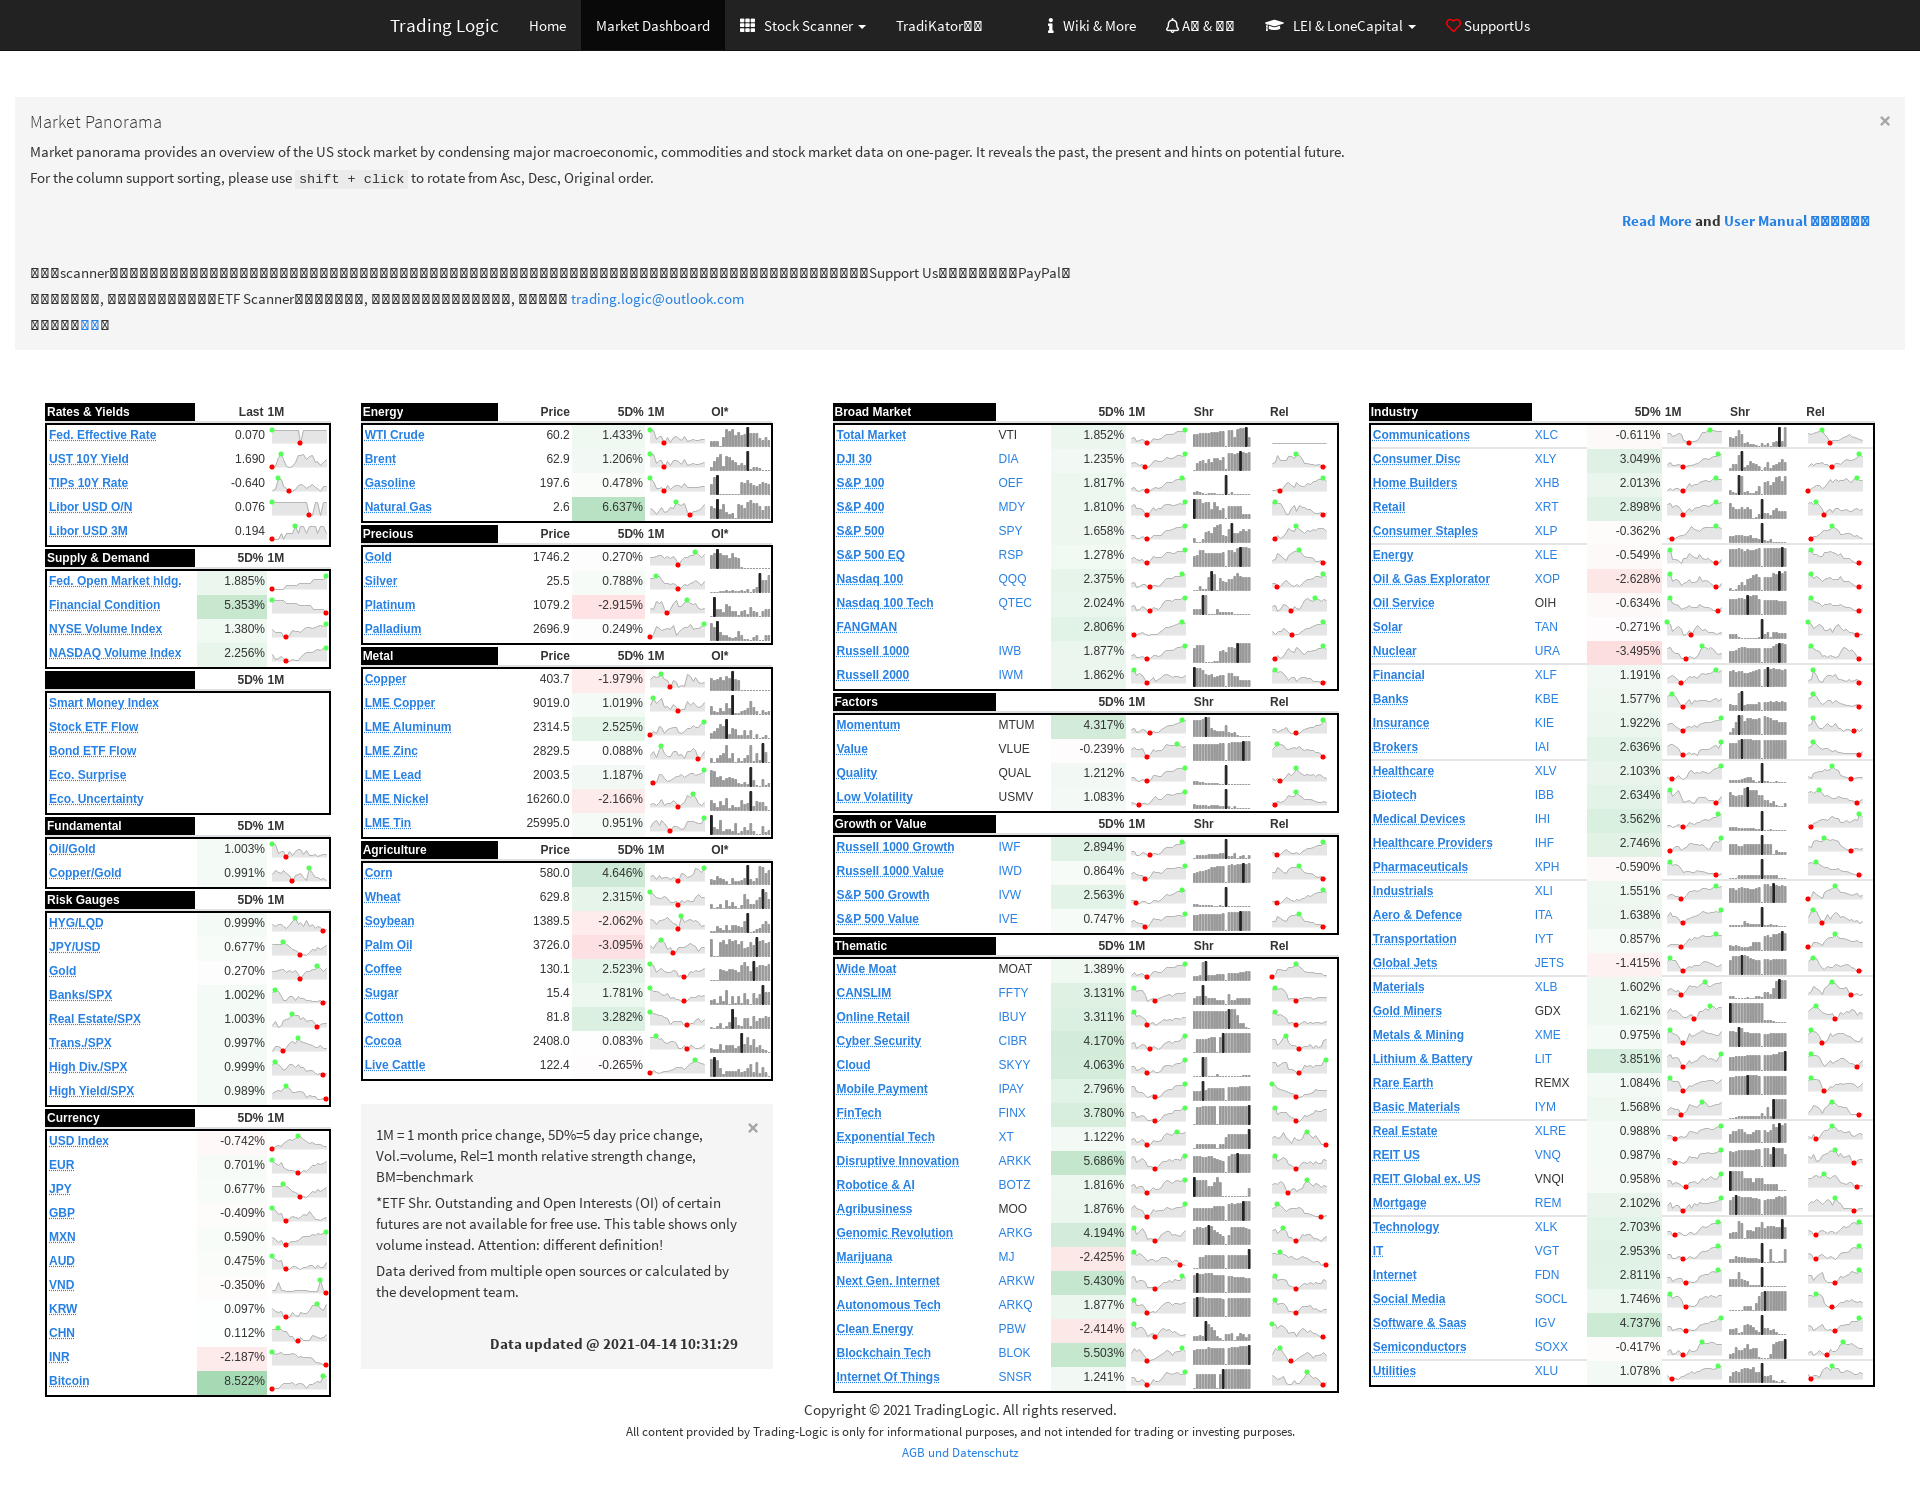 Trading Logic Home Market Dashboard Stock Scanner TradiKator Wiki & More A & LEI & LoneCapital SupportUs
Market Panorama ×
Market panorama provides an overview of the US stock market by condensing major macroeconomic, commodities and stock market data on one-pager. It reveals the past, the present and hints on potential future.
For the column support sorting, please use shift + click to rotate from Asc, Desc, Original order.
Read More and User Manual
scanner Support Us PayPal
, ETF Scanner , , trading.logic@outlook.com
Rates & Yields Last 1M
Fed. Effective Rate 0.070
UST 10Y Yield 1.690
TIPs 10Y Rate -0.640
Libor USD O/N 0.076
Libor USD 3M 0.194
Supply & Demand 5D% 1M
Fed. Open Market hldg. 1.885%
Financial Condition 5.353%
NYSE Volume Index 1.380%
NASDAQ Volume Index 2.256%
5D% 1M
Smart Money Index
Stock ETF Flow
Bond ETF Flow
Eco. Surprise
Eco. Uncertainty
Fundamental 5D% 1M
Oil/Gold 1.003%
Copper/Gold 0.991%
Risk Gauges 5D% 1M
HYG/LQD 0.999%
JPY/USD 0.677%
Gold 0.270%
Banks/SPX 1.002%
Real Estate/SPX 1.003%
Trans./SPX 0.997%
High Div./SPX 0.999%
High Yield/SPX 0.989%
Currency 5D% 1M
USD Index -0.742%
EUR 0.701%
JPY 0.677%
GBP -0.409%
MXN 0.590%
AUD 0.475%
VND -0.350%
KRW 0.097%
CHN 0.112%
INR -2.187%
Bitcoin 8.522%
Energy Price 5D% 1M OI*
WTI Crude 60.2 1.433%
Brent 62.9 1.206%
Gasoline 197.6 0.478%
Natural Gas 2.6 6.637%
Precious Price 5D% 1M OI*
Gold 1746.2 0.270%
Silver 25.5 0.788%
Platinum 1079.2 -2.915%
Palladium 2696.9 0.249%
Metal Price 5D% 1M OI*
Copper 403.7 -1.979%
LME Copper 9019.0 1.019%
LME Aluminum 2314.5 2.525%
LME Zinc 2829.5 0.088%
LME Lead 2003.5 1.187%
LME Nickel 16260.0 -2.166%
LME Tin 25995.0 0.951%
Agriculture Price 5D% 1M OI*
Corn 580.0 4.646%
Wheat 629.8 2.315%
Soybean 1389.5 -2.062%
Palm Oil 3726.0 -3.095%
Coffee 130.1 2.523%
Sugar 15.4 1.781%
Cotton 81.8 3.282%
Cocoa 2408.0 0.083%
Live Cattle 122.4 -0.265%
×
1M = 1 month price change, 5D%=5 day price change,
Vol.=volume, Rel=1 month relative strength change,
BM=benchmark
*ETF Shr. Outstanding and Open Interests (OI) of certain
futures are not available for free use. This table shows only
volume instead. Attention: different definition!
Data derived from multiple open sources or calculated by
the development team.
Data updated @ 2021-04-14 10:31:29
Broad Market 5D% 1M Shr Rel
Total Market VTI 1.852%
DJI 30 DIA 1.235%
S&P 100 OEF 1.817%
S&P 400 MDY 1.810%
S&P 500 SPY 1.658%
S&P 500 EQ RSP 1.278%
Nasdaq 100 QQQ 2.375%
Nasdaq 100 Tech QTEC 2.024%
FANGMAN 2.806%
Russell 1000 IWB 1.877%
Russell 2000 IWM 1.862%
Factors 5D% 1M Shr Rel
Momentum MTUM 4.317%
Value VLUE -0.239%
Quality QUAL 1.212%
Low Volatility USMV 1.083%
Growth or Value 5D% 1M Shr Rel
Russell 1000 Growth IWF 2.894%
Russell 1000 Value IWD 0.864%
S&P 500 Growth IVW 2.563%
S&P 500 Value IVE 0.747%
Thematic 5D% 1M Shr Rel
Wide Moat MOAT 1.389%
CANSLIM FFTY 3.131%
Online Retail IBUY 3.311%
Cyber Security CIBR 4.170%
Cloud SKYY 4.063%
Mobile Payment IPAY 2.796%
FinTech FINX 3.780%
Exponential Tech XT 1.122%
Disruptive Innovation ARKK 5.686%
Robotice & AI BOTZ 1.816%
Agribusiness MOO 1.876%
Genomic Revolution ARKG 4.194%
Marijuana MJ -2.425%
Next Gen. Internet ARKW 5.430%
Autonomous Tech ARKQ 1.877%
Clean Energy PBW -2.414%
Blockchain Tech BLOK 5.503%
Internet Of Things SNSR 1.241%
Industry 5D% 1M Shr Rel
Communications XLC -0.611%
Consumer Disc XLY 3.049%
Home Builders XHB 2.013%
Retail XRT 2.898%
Consumer Staples XLP -0.362%
Energy XLE -0.549%
Oil & Gas Explorator XOP -2.628%
Oil Service OIH -0.634%
Solar TAN -0.271%
Nuclear URA -3.495%
Financial XLF 1.191%
Banks KBE 1.577%
Insurance KIE 1.922%
Brokers IAI 2.636%
Healthcare XLV 2.103%
Biotech IBB 2.634%
Medical Devices IHI 3.562%
Healthcare Providers IHF 2.746%
Pharmaceuticals XPH -0.590%
Industrials XLI 1.551%
Aero & Defence ITA 1.638%
Transportation IYT 0.857%
Global Jets JETS -1.415%
Materials XLB 1.602%
Gold Miners GDX 1.621%
Metals & Mining XME 0.975%
Lithium & Battery LIT 3.851%
Rare Earth REMX 1.084%
Basic Materials IYM 1.568%
Real Estate XLRE 0.988%
REIT US VNQ 0.987%
REIT Global ex. US VNQI 0.958%
Mortgage REM 2.102%
Technology XLK 2.703%
IT VGT 2.953%
Internet FDN 2.811%
Social Media SOCL 1.746%
Software & Saas IGV 4.737%
Semiconductors SOXX -0.417%
Utilities XLU 1.078%
Copyright © 2021 TradingLogic. All rights reserved.
All content provided by Trading-Logic is only for informational purposes, and not intended for trading or investing purposes.
AGB und Datenschutz